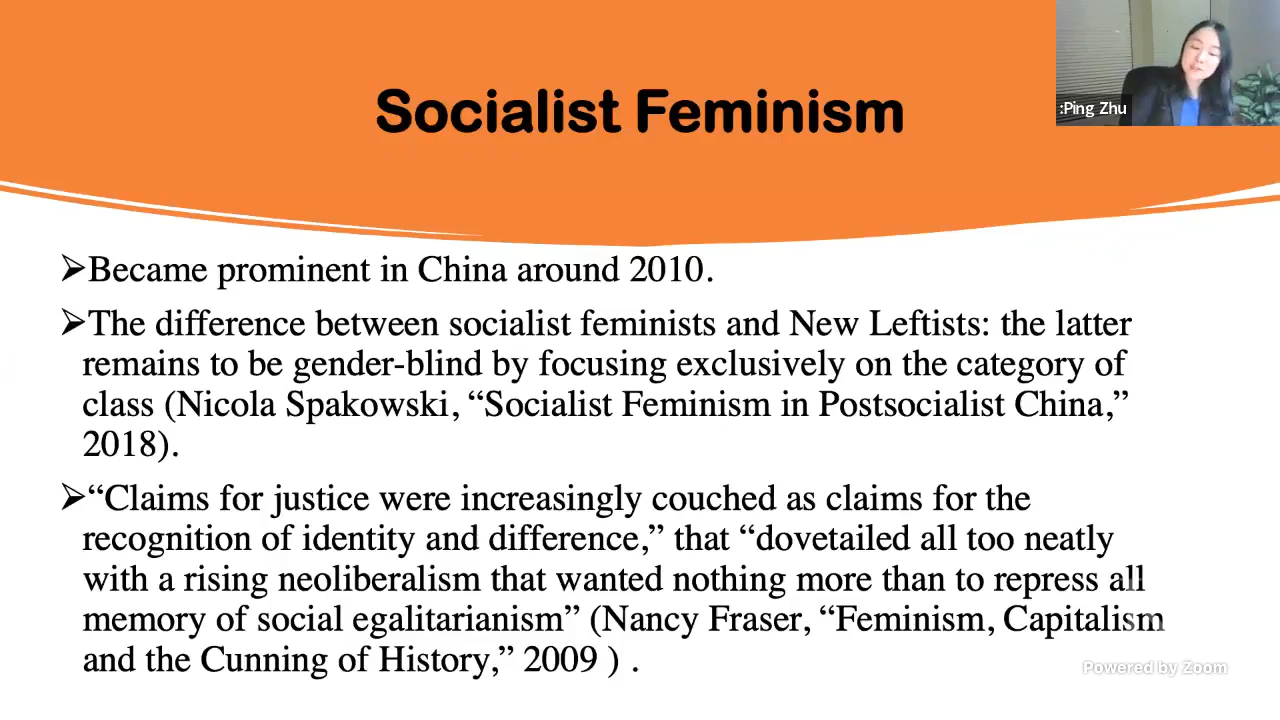 Socialist Feminism
:Ping Zhu
➢Became prominent in China around 2010.
➢The difference between socialist feminists and New Leftists: the latter
remains to be gender-blind by focusing exclusively on the category of
class (Nicola Spakowski, “Socialist Feminism in Postsocialist China,”
2018).
➢“Claims for justice were increasingly couched as claims for the
recognition of identity and difference,” that “dovetailed all too neatly
with a rising neoliberalism that wanted nothing more than to repress all
memory of social egalitarianism” (Nancy Fraser, “Feminism, Capitalism
and the Cunning of History,” 2009 ) .
Powered by Zoom